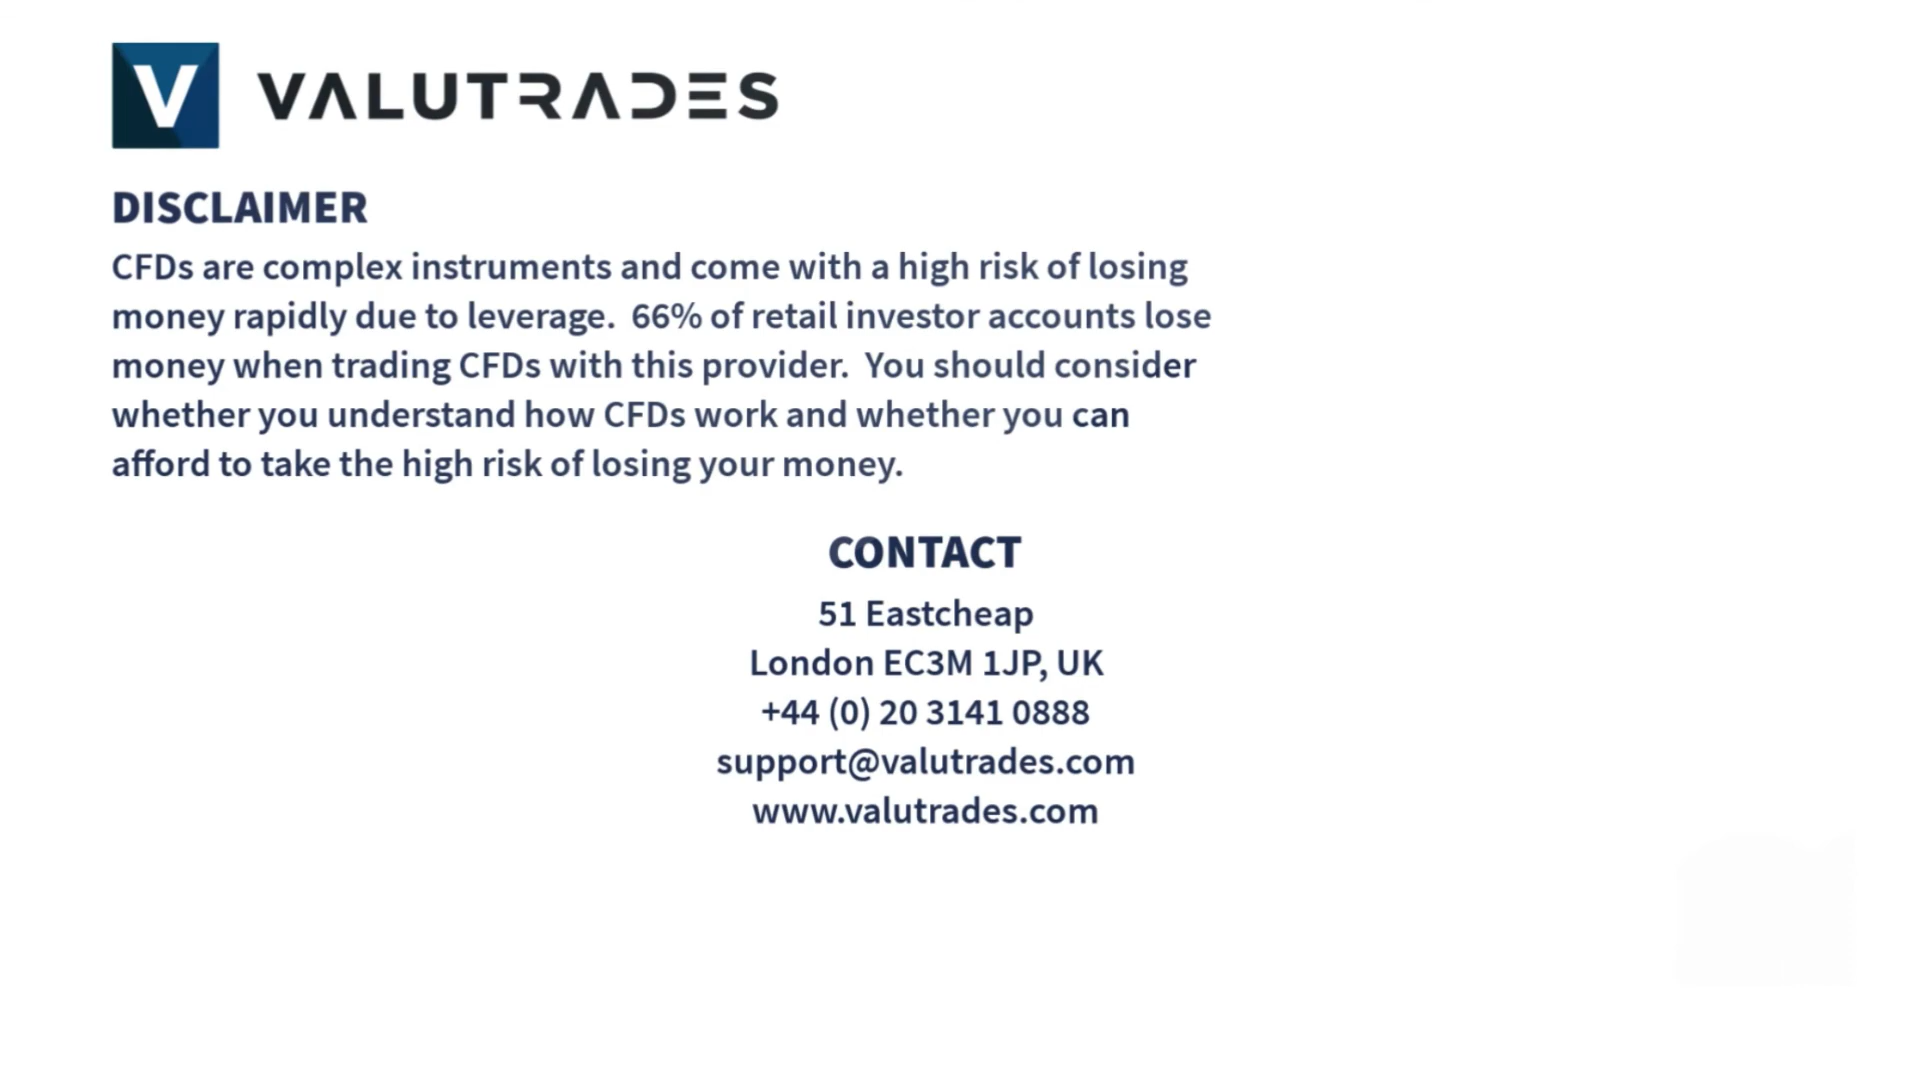 V VALUTRADES
DISCLAIMER
CFDs are complex instruments and come with a high risk of losing
money rapidly due to leverage.  66% of retail investor accounts lose
money when trading CFDs with this provider.  You should consider
whether you understand how CFDs work and whether you can
afford to take the high risk of losing your money.
CONTACT
51 Eastcheap
London EC3M 1JP, UK
+44 (0) 20 3141 0888
support@valutrades.com
www.valutrades.com